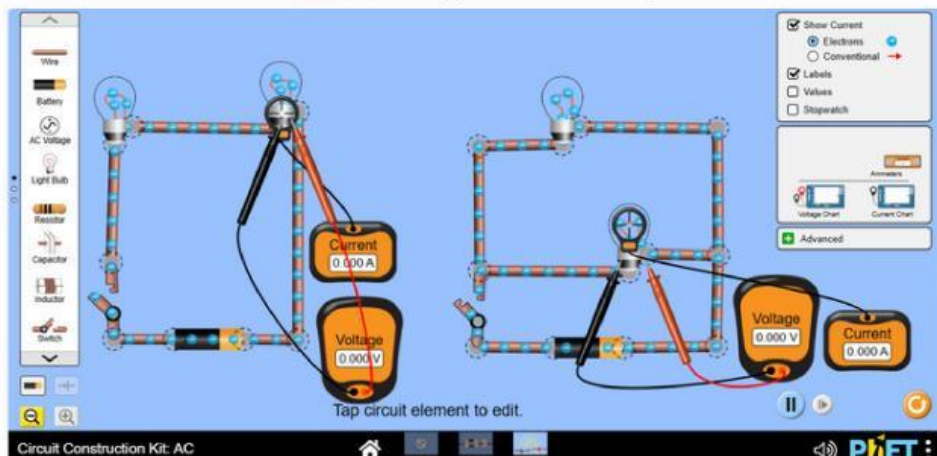 Wire
Battery
AC Voltage
Light Bulb
Resistor
Capacitor
Inductor
Switch
Current
0.000 A
Voltage
0.000 V
Voltage
0.000 V
Current
0.000 A
Tap circuit element to edit.
Show Current
Electrons
Conventional
Labels
Values
Stopwatch
Ammeters
Voltage Chart
Current Chart
Advanced
Circuit Construction Kit: AC
PhET